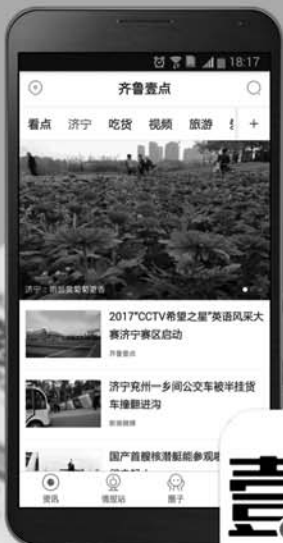 18:17
齐鲁壹点
看点 济宁 吃货 视频 旅游 +
2017"CCTV希望之星"英语风采大
赛济宁赛区启动
齐鲁壹点
济宁兖州一乡间公交车被半挂货
车撞翻进沟
国产首艘核潜艇能参观
资讯 情报站 圈子
壹